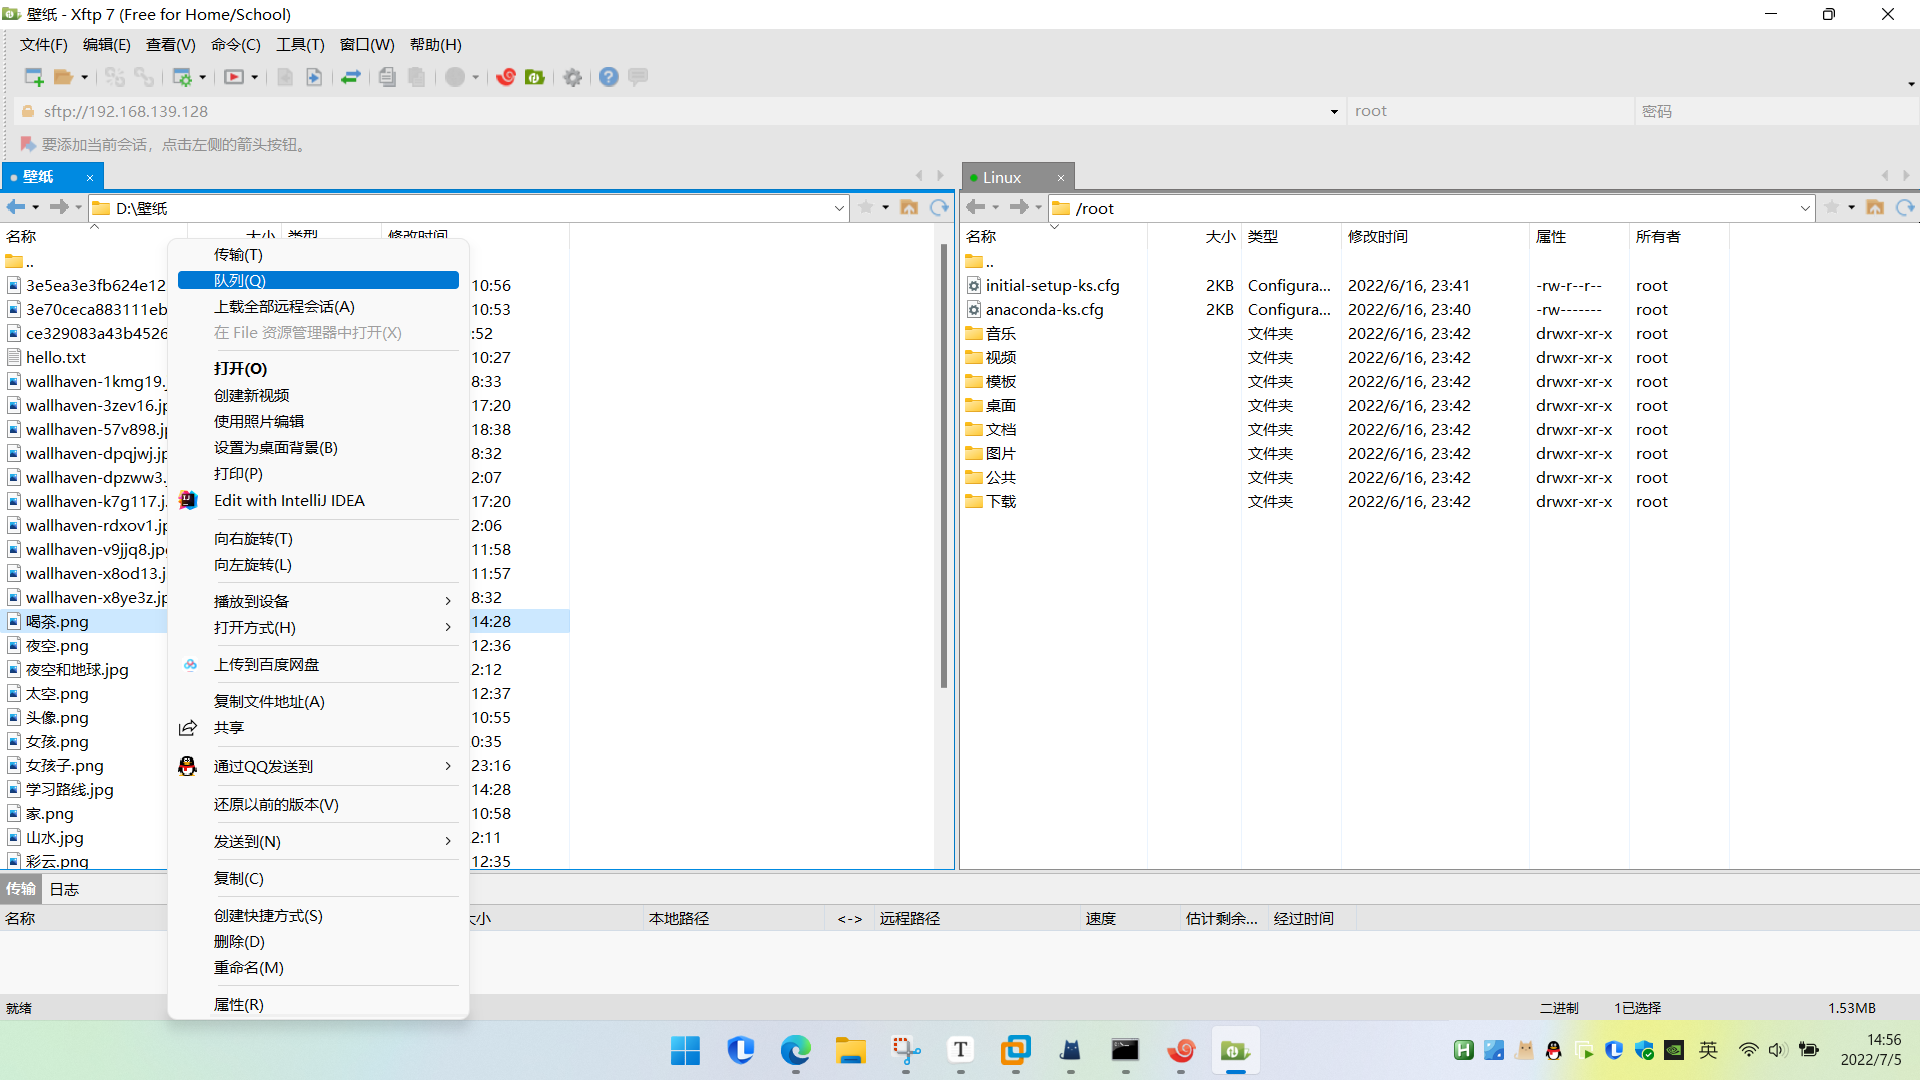 壁纸 - Xftp 7 (Free for Home/School)
文件(F) 编辑(E) 查看(V) 命令(C) 工具(T) 窗口(W) 帮助(H)
sftp://192.168.139.128 root 密码
要添加当前会话，点击左侧的箭头按钮。
壁纸
D:\壁纸
名称 大小 类型 修改时间
..
3e5ea3e3fb624e12 10:56
3e70ceca883111eb 10:53
ce329083a43b4526 :52
hello.txt 10:27
wallhaven-1kmg19. 8:33
wallhaven-3zev16.jp 17:20
wallhaven-57v898.jp 18:38
wallhaven-dpqjwj.jp 8:32
wallhaven-dpzww3. 2:07
wallhaven-k7g117.j 17:20
wallhaven-rdxov1.jp 2:06
wallhaven-v9jjq8.jpg 11:58
wallhaven-x8od13.j 11:57
wallhaven-x8ye3z.jp 8:32
喝茶.png 14:28
夜空.png 12:36
夜空和地球.jpg 2:12
太空.png 12:37
头像.png 10:55
女孩.png 0:35
女孩子.png 23:16
学习路线.jpg 14:28
家.png 10:58
山水.jpg 2:11
彩云.png 12:35
传输(T)
队列(Q)
上载全部远程会话(A)
在 File 资源管理器中打开(X)
打开(O)
创建新视频
使用照片编辑
设置为桌面背景(B)
打印(P)
Edit with IntelliJ IDEA
向右旋转(T)
向左旋转(L)
播放到设备
打开方式(H)
上传到百度网盘
复制文件地址(A)
共享
通过QQ发送到
还原以前的版本(V)
发送到(N)
复制(C)
创建快捷方式(S)
删除(D)
重命名(M)
属性(R)
Linux
/root
名称 大小 类型 修改时间 属性 所有者
..
initial-setup-ks.cfg 2KB Configura... 2022/6/16, 23:41 -rw-r--r-- root
anaconda-ks.cfg 2KB Configura... 2022/6/16, 23:40 -rw------- root
音乐 文件夹 2022/6/16, 23:42 drwxr-xr-x root
视频 文件夹 2022/6/16, 23:42 drwxr-xr-x root
模板 文件夹 2022/6/16, 23:42 drwxr-xr-x root
桌面 文件夹 2022/6/16, 23:42 drwxr-xr-x root
文档 文件夹 2022/6/16, 23:42 drwxr-xr-x root
图片 文件夹 2022/6/16, 23:42 drwxr-xr-x root
公共 文件夹 2022/6/16, 23:42 drwxr-xr-x root
下载 文件夹 2022/6/16, 23:42 drwxr-xr-x root
传输 日志
名称 大小 本地路径 <-> 远程路径 速度 估计剩余... 经过时间
就绪 二进制 1已选择 1.53MB
英 14:56
2022/7/5